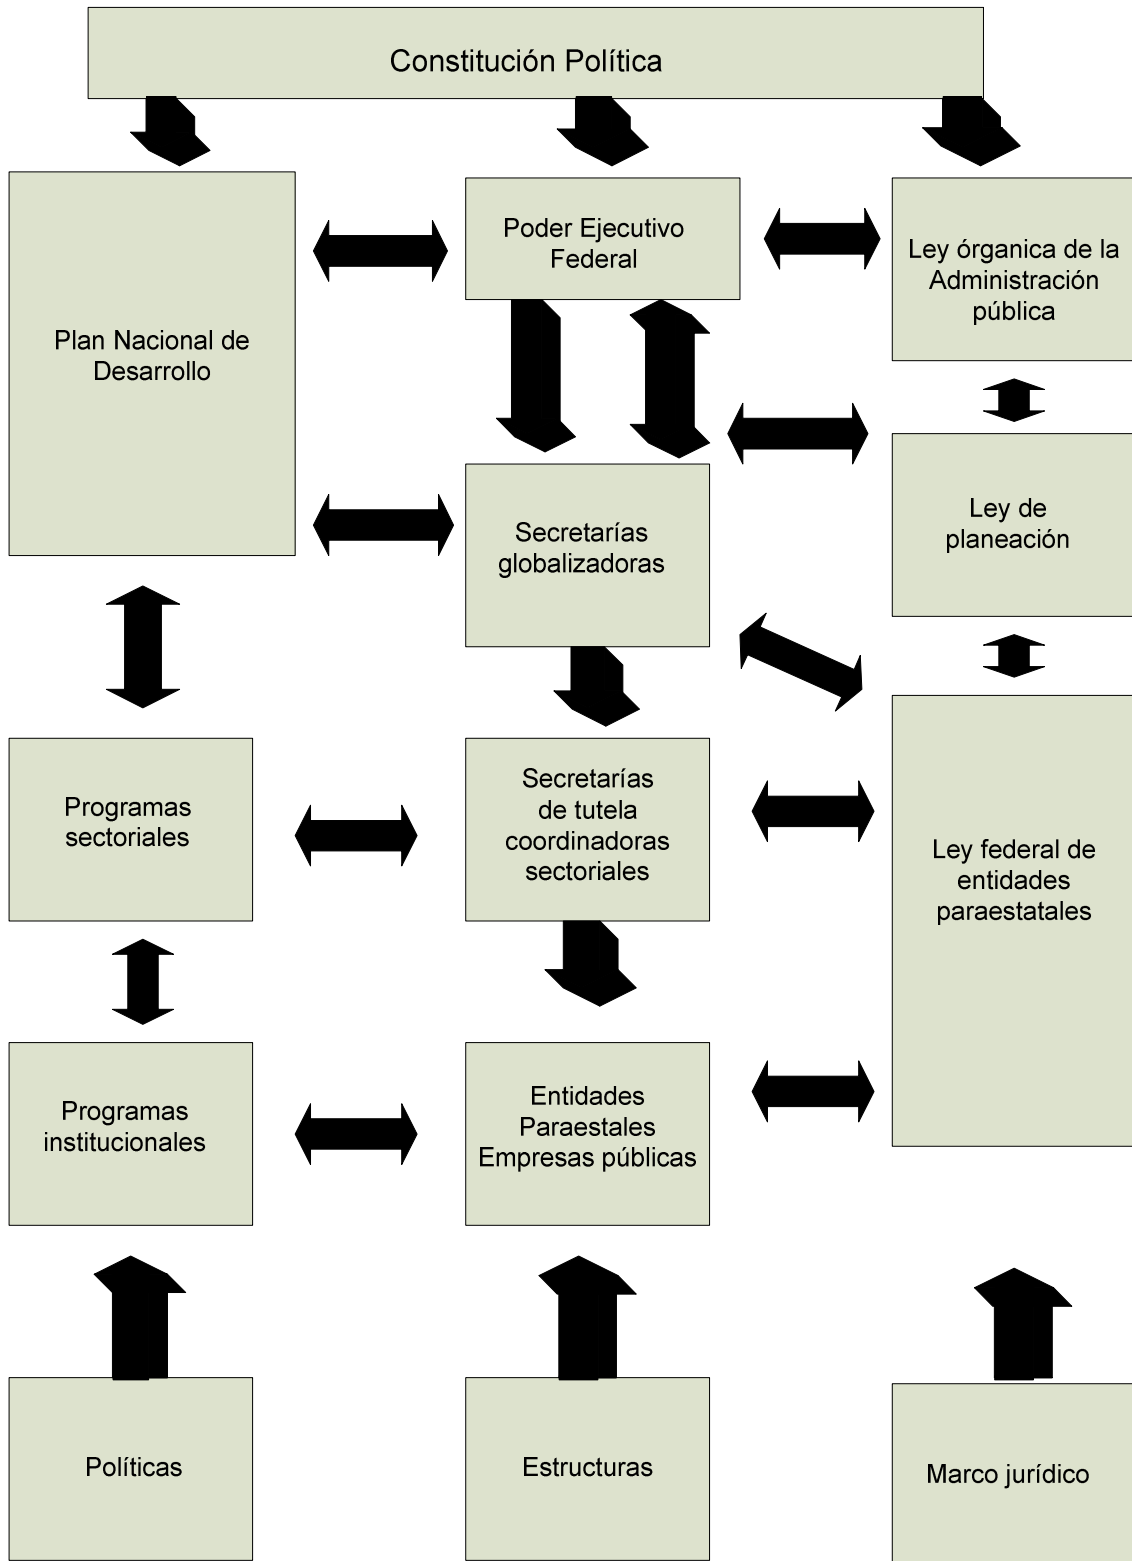 Constitución Política
Poder Ejecutivo
Federal
Ley órganica de la
Administración
pública
Plan Nacional de
Desarrollo
Secretarías
globalizadoras
Ley de
planeación
Programas
sectoriales
Secretarías
de tutela
coordinadoras
sectoriales
Ley federal de
entidades
paraestatales
Programas
institucionales
Entidades
Paraestales
Empresas públicas
Políticas
Estructuras
Marco jurídico